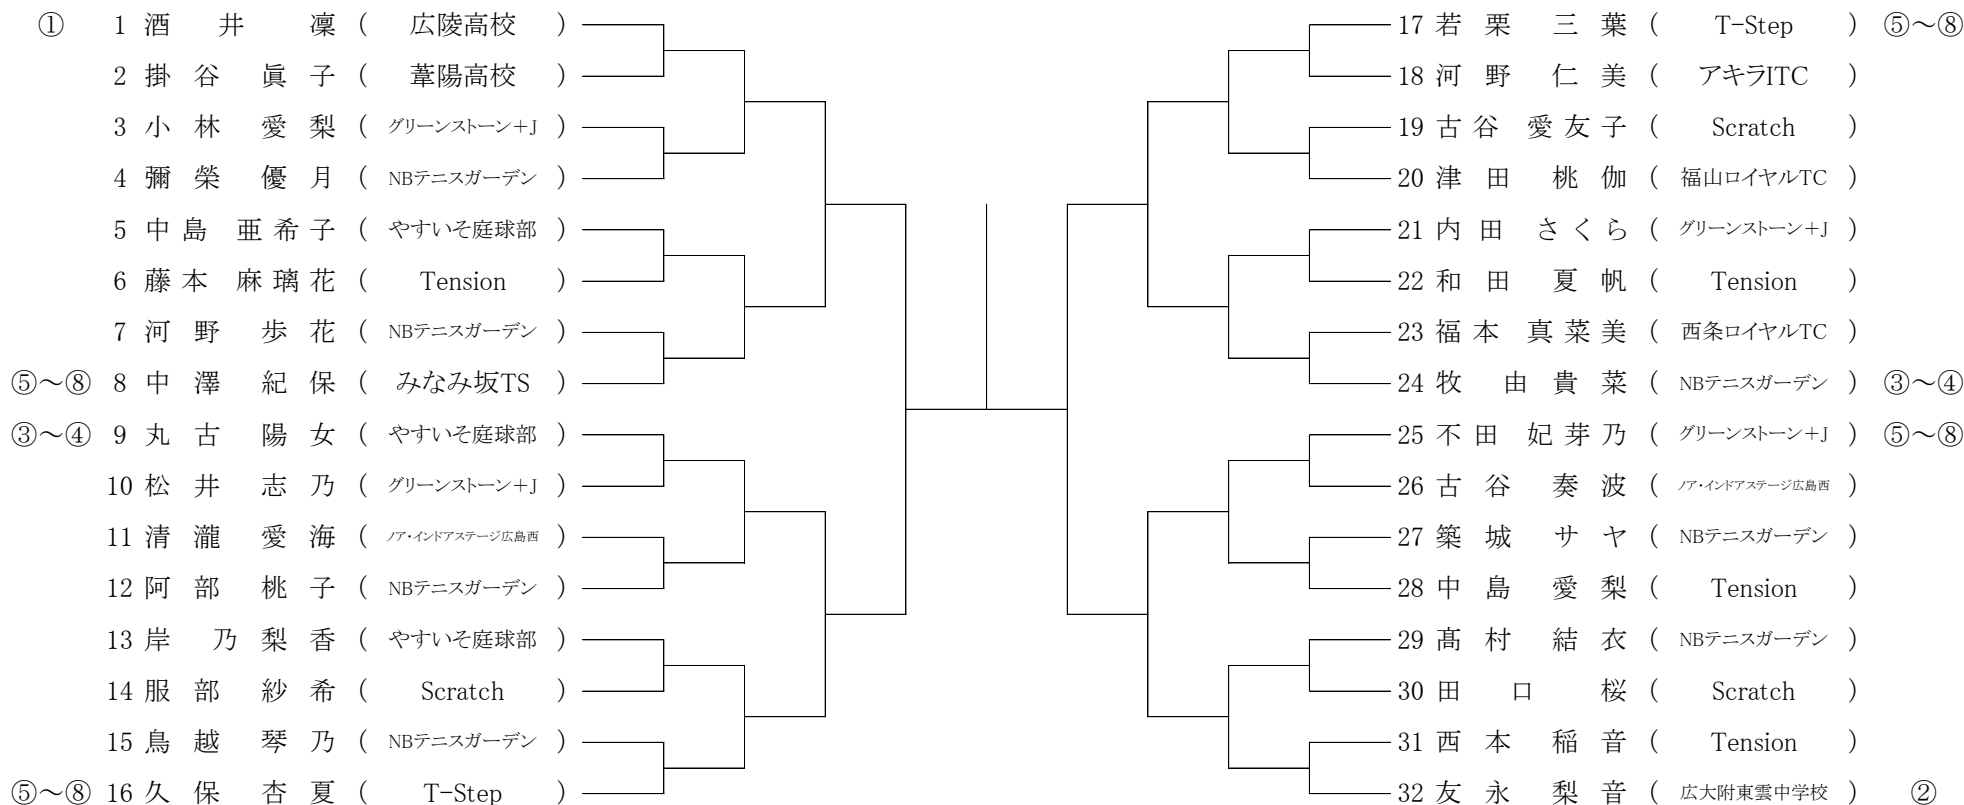 ① 1 酒井 凜 ( 広陵高校 )
2 掛谷 眞子 ( 葦陽高校 )
3 小林 愛梨 ( グリーンストーン+J )
4 彌榮 優月 ( NBテニスガーデン )
5 中島 亜希子 ( やすいそ庭球部 )
6 藤本 麻璃花 ( Tension )
7 河野 歩花 ( NBテニスガーデン )
⑤～⑧ 8 中澤 紀保 ( みなみ坂TS )
③～④ 9 丸古 陽女 ( やすいそ庭球部 )
10 松井 志乃 ( グリーンストーン+J )
11 清瀧 愛海 ( ノア・インドアステージ広島西 )
12 阿部 桃子 ( NBテニスガーデン )
13 岸 乃梨香 ( やすいそ庭球部 )
14 服部 紗希 ( Scratch )
15 鳥越 琴乃 ( NBテニスガーデン )
⑤～⑧ 16 久保 杏夏 ( T-Step )
17 若栗 三葉 ( T-Step ) ⑤～⑧
18 河野 仁美 ( アキラITC )
19 古谷 愛友子 ( Scratch )
20 津田 桃伽 ( 福山ロイヤルTC )
21 内田 さくら ( グリーンストーン+J )
22 和田 夏帆 ( Tension )
23 福本 真菜美 ( 西条ロイヤルTC )
24 牧 由貴菜 ( NBテニスガーデン ) ③～④
25 不田 妃芽乃 ( グリーンストーン+J ) ⑤～⑧
26 古谷 奏波 ( ノア・インドアステージ広島西 )
27 築城 サヤ ( NBテニスガーデン )
28 中島 愛梨 ( Tension )
29 髙村 結衣 ( NBテニスガーデン )
30 田口 桜 ( Scratch )
31 西本 稲音 ( Tension )
32 友永 梨音 ( 広大附東雲中学校 ) ②